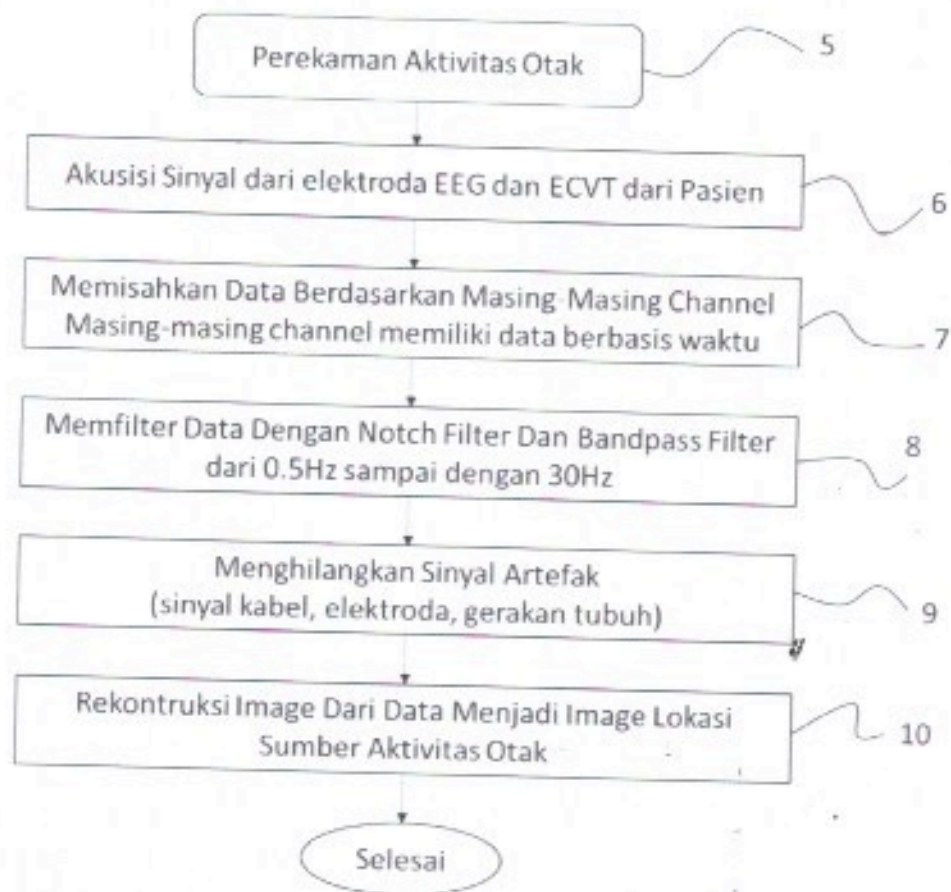 Perekaman Aktivitas Otak
5
Akusisi Sinyal dari elektroda EEG dan ECVT dari Pasien
6
Memisahkan Data Berdasarkan Masing-Masing Channel
Masing-masing channel memiliki data berbasis waktu
7
Memfilter Data Dengan Notch Filter Dan Bandpass Filter
dari 0.5Hz sampai dengan 30Hz
8
Menghilangkan Sinyal Artefak
(sinyal kabel, elektroda, gerakan tubuh)
9
Rekontruksi Image Dari Data Menjadi Image Lokasi
Sumber Aktivitas Otak
10
Selesai